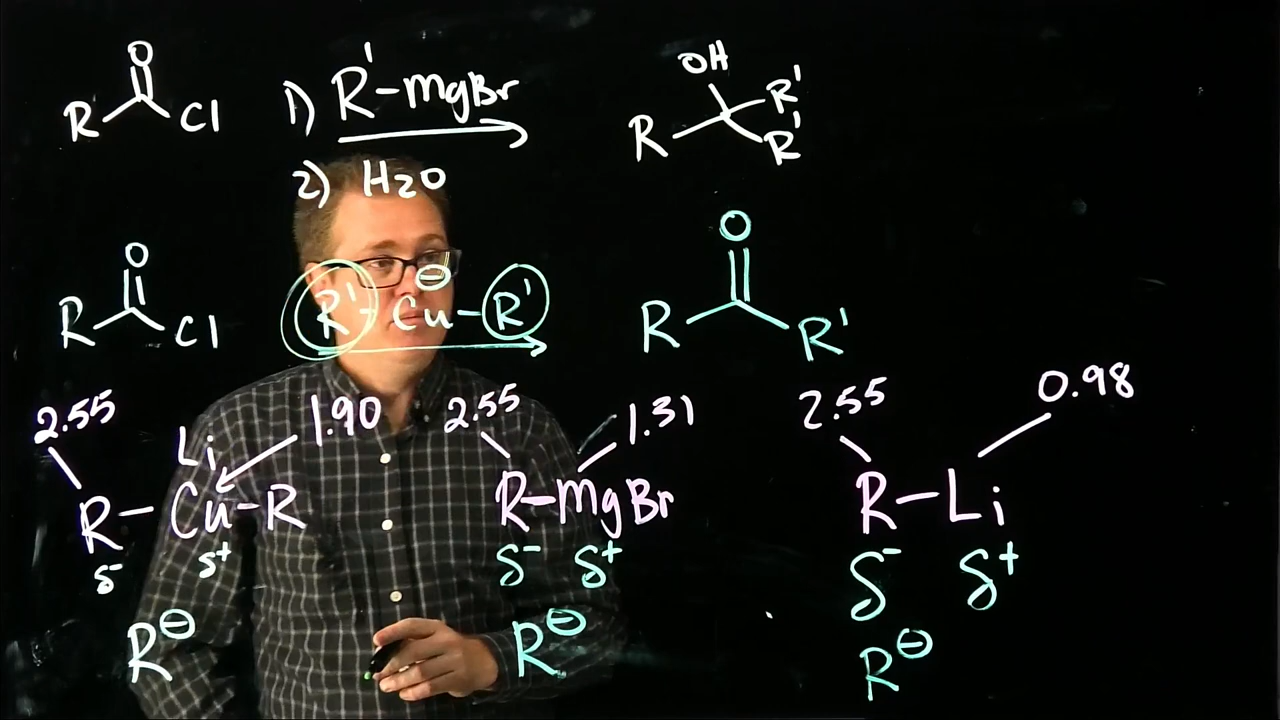 O OH
R Cl 1) R'-MgBr R R' R'
2) H2O
O O
R Cl R'-Cu⊖-R' R R'
2.55 Li 1.90 2.55 1.31 2.55 0.98
R-Cu-R R-MgBr R-Li
δ- δ+ δ- δ+ δ- δ+
R⊖ R⊖ R⊖